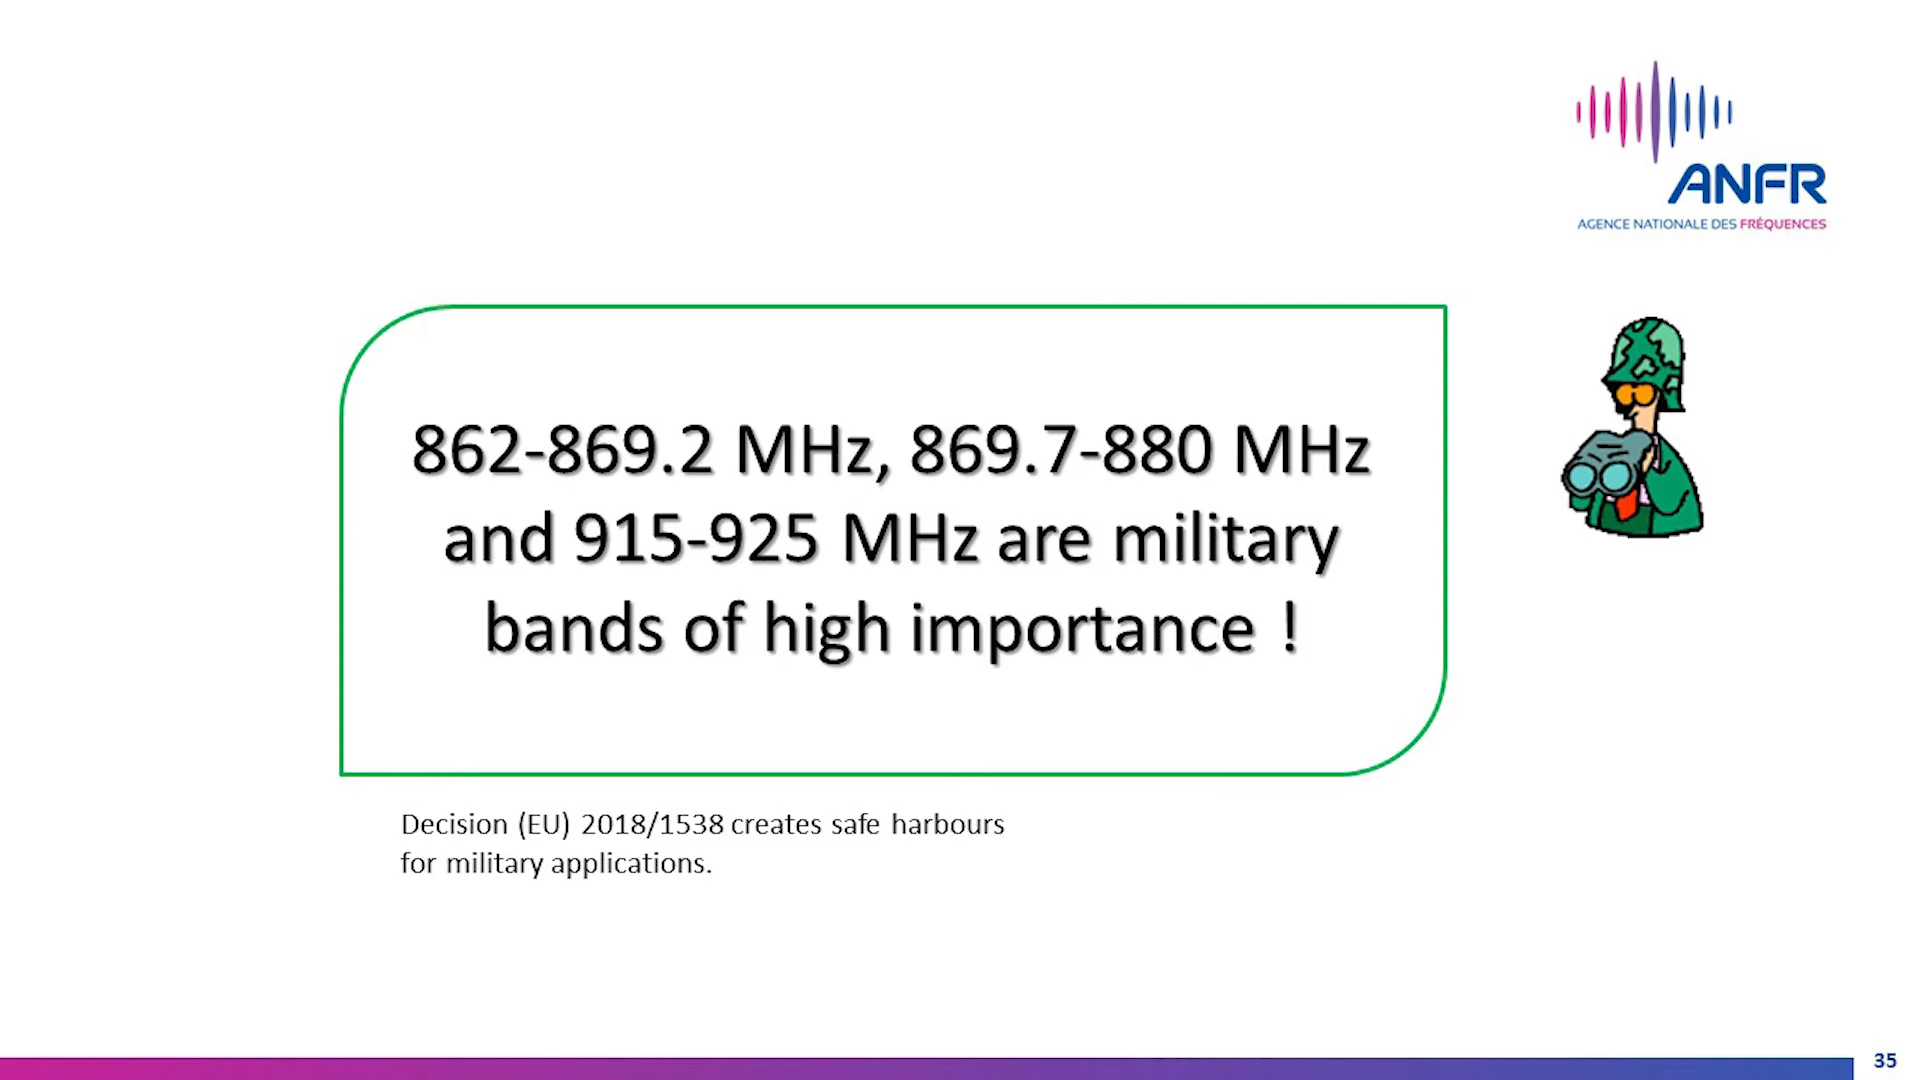 ANFR
AGENCE NATIONALE DES FRÉQUENCES
862-869.2 MHz, 869.7-880 MHz
and 915-925 MHz are military
bands of high importance !
Decision (EU) 2018/1538 creates safe harbours
for military applications.
35